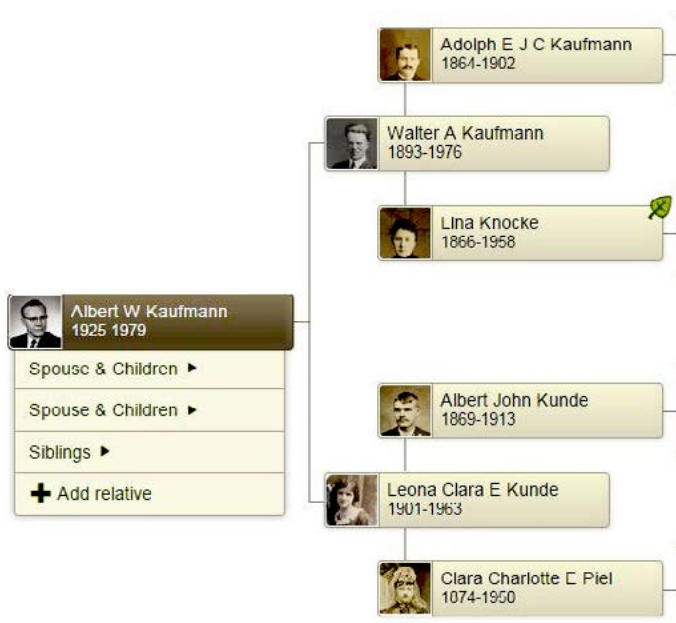 Adolph E J C Kaufmann
1864-1902
Walter A Kaufmann
1893-1976
Lina Knocke
1866-1958
Albert W Kaufmann
1925 1979
Spouse & Children
Spouse & Children
Siblings
Add relative
Albert John Kunde
1869-1913
Leona Clara E Kunde
1901-1963
Clara Charlotte E Piel
1874-1950